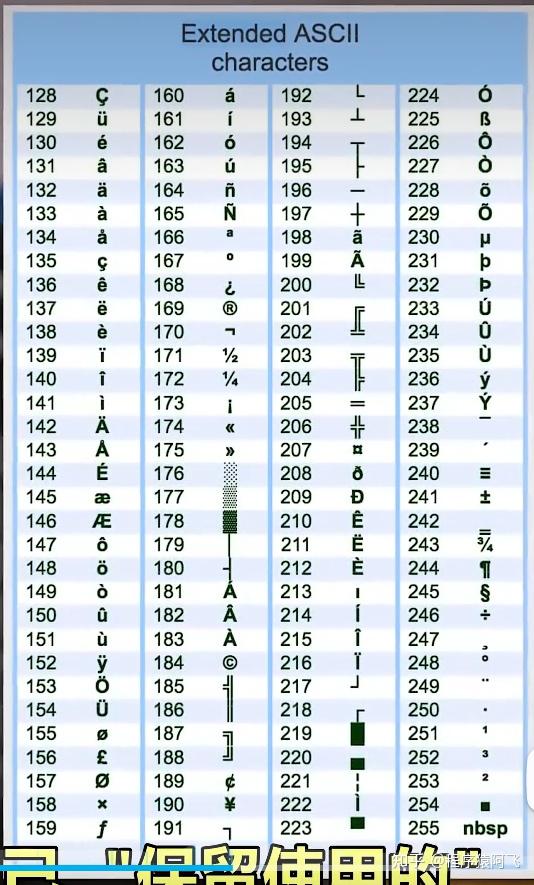 Extended ASCII
characters
128 Ç 160 á 192 └ 224 Ó
129 ü 161 í 193 ┴ 225 ß
130 é 162 ó 194 ┬ 226 Ô
131 â 163 ú 195 ├ 227 Ò
132 ä 164 ñ 196 ─ 228 õ
133 à 165 Ñ 197 ┼ 229 Õ
134 å 166 ª 198 ã 230 µ
135 ç 167 º 199 Ã 231 þ
136 ê 168 ¿ 200 ╚ 232 Þ
137 ë 169 ® 201 ╔ 233 Ú
138 è 170 ¬ 202 ╩ 234 Û
139 ï 171 ½ 203 ╦ 235 Ù
140 î 172 ¼ 204 ╠ 236 ý
141 ì 173 ¡ 205 ═ 237 Ý
142 Ä 174 « 206 ╬ 238 ¯
143 Å 175 » 207 ¤ 239 ´
144 É 176 ░ 208 ð 240 ≡
145 æ 177 ▒ 209 Ð 241 ±
146 Æ 178 ▓ 210 Ê 242 ‗
147 ô 179 │ 211 Ë 243 ¾
148 ö 180 ┤ 212 È 244 ¶
149 ò 181 Á 213 ı 245 §
150 û 182 Â 214 Í 246 ÷
151 ù 183 À 215 Î 247 ¸
152 ÿ 184 © 216 Ï 248 °
153 Ö 185 ╣ 217 ┘ 249 ¨
154 Ü 186 ║ 218 ┌ 250 ·
155 ø 187 ╗ 219 █ 251 ¹
156 £ 188 ╝ 220 ▄ 252 ³
157 Ø 189 ¢ 221 ¦ 253 ²
158 × 190 ¥ 222 Ì 254 ■
159 ƒ 191 ┐ 223 ▀ 255 nbsp
"保留使用的"
知乎 @程序猿阿飞